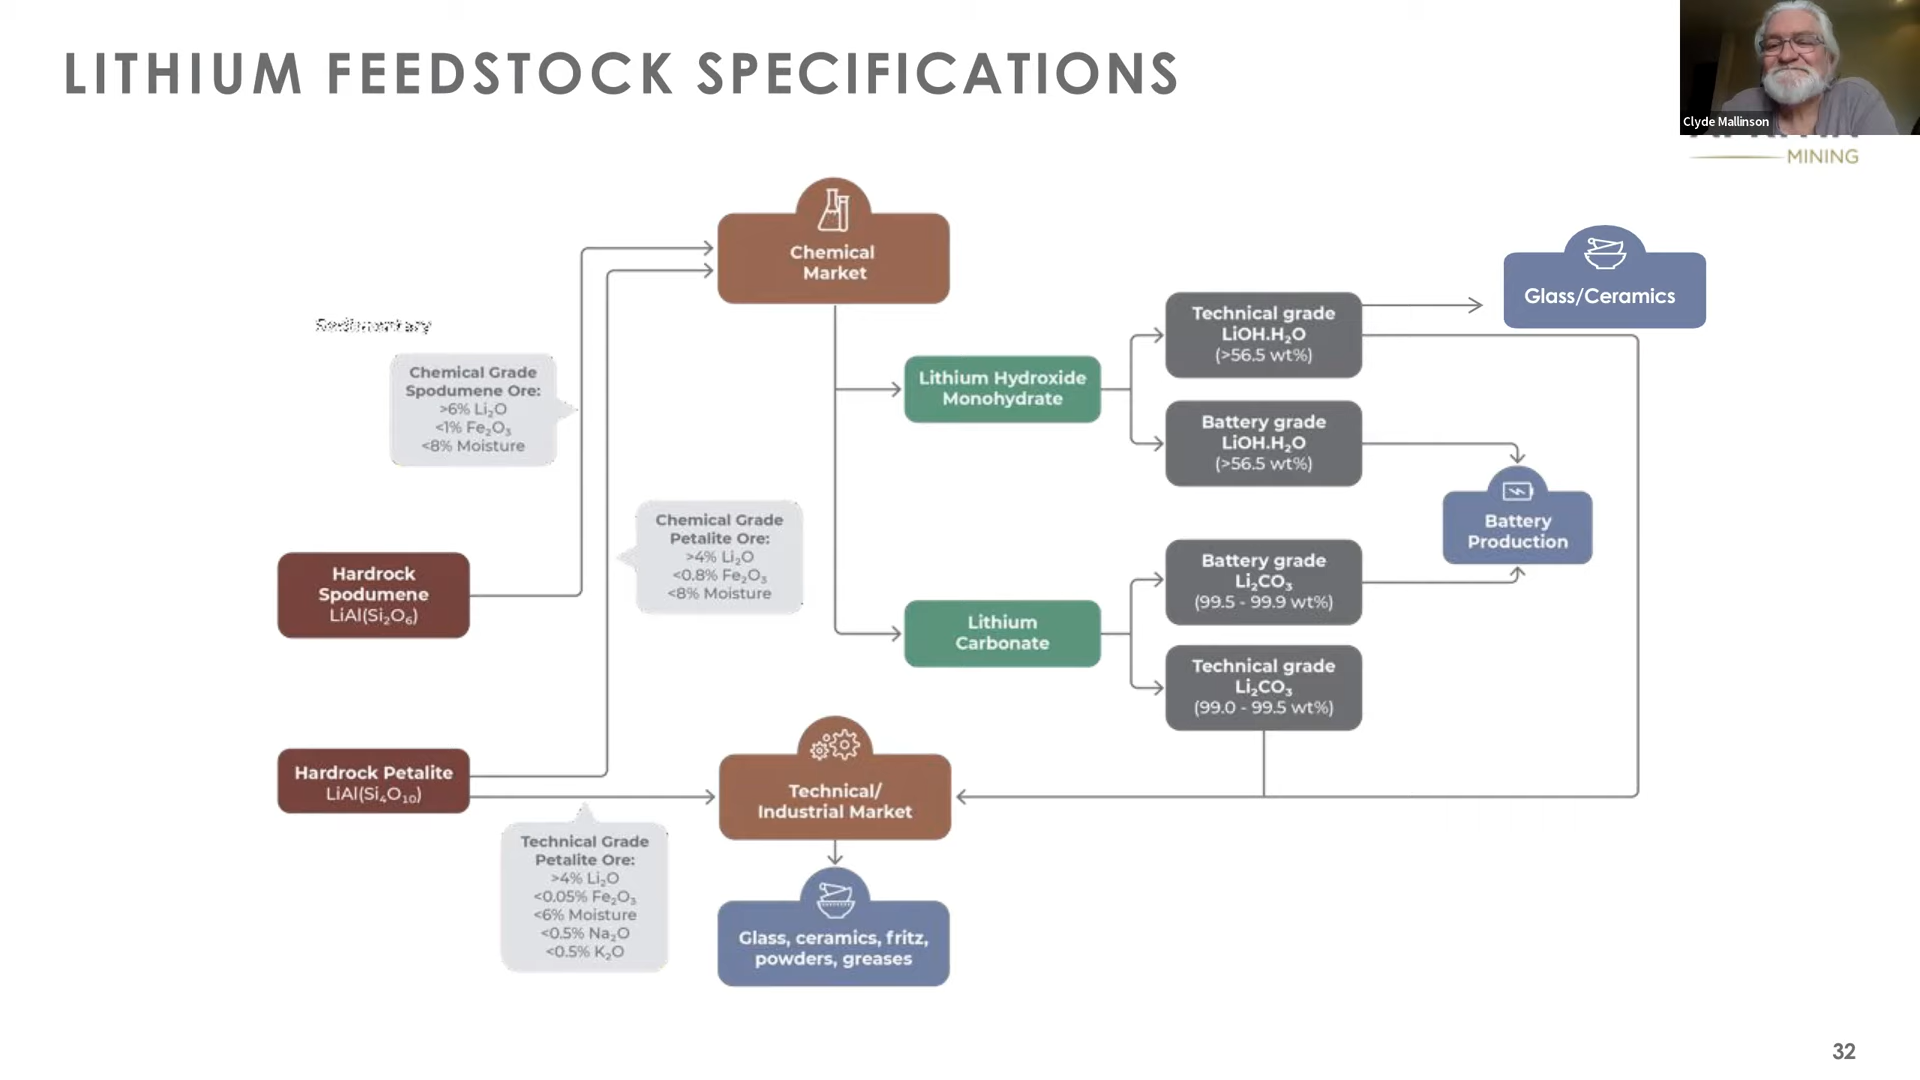 LITHIUM FEEDSTOCK SPECIFICATIONS
Clyde Mallinson
MINING
Chemical
Market
Glass/Ceramics
Technical grade
LiOH.H₂O
(>56.5 wt%)
Sedimentary
Chemical Grade
Spodumene Ore:
>6% Li₂O
<1% Fe₂O₃
<8% Moisture
Lithium Hydroxide
Monohydrate
Battery grade
LiOH.H₂O
(>56.5 wt%)
Battery
Production
Chemical Grade
Petalite Ore:
>4% Li₂O
<0.8% Fe₂O₃
<8% Moisture
Hardrock
Spodumene
LiAl(Si₂O₆)
Battery grade
Li₂CO₃
(99.5 - 99.9 wt%)
Lithium
Carbonate
Technical grade
Li₂CO₃
(99.0 - 99.5 wt%)
Hardrock Petalite
LiAl(Si₄O₁₀)
Technical/
Industrial Market
Technical Grade
Petalite Ore:
>4% Li₂O
<0.05% Fe₂O₃
<6% Moisture
<0.5% Na₂O
<0.5% K₂O
Glass, ceramics, fritz,
powders, greases
32